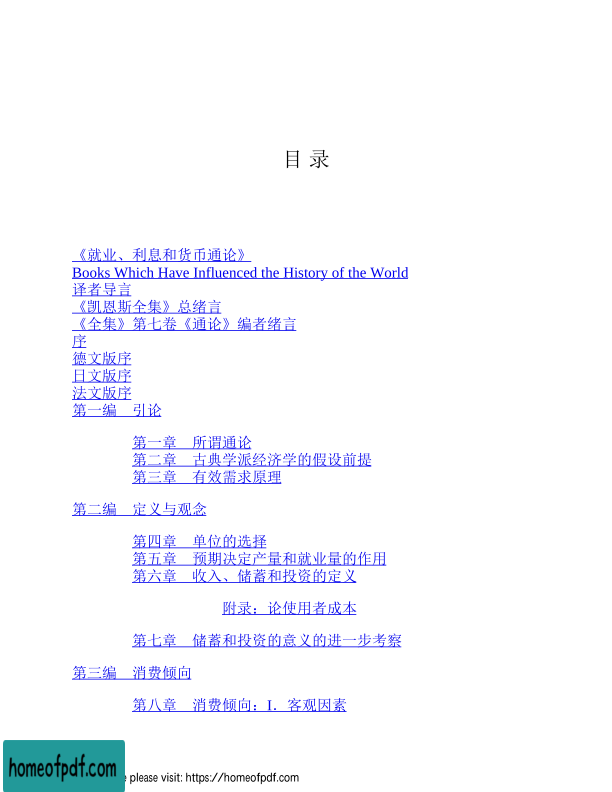 目 录
《就业、利息和货币通论》
Books Which Have Influenced the History of the World
译者导言
《凯恩斯全集》总绪言
《全集》第七卷《通论》编者绪言
序
德文版序
日文版序
法文版序
第一编　引论
第一章　所谓通论
第二章　古典学派经济学的假设前提
第三章　有效需求原理
第二编　定义与观念
第四章　单位的选择
第五章　预期决定产量和就业量的作用
第六章　收入、储蓄和投资的定义
附录：论使用者成本
第七章　储蓄和投资的意义的进一步考察
第三编　消费倾向
第八章　消费倾向：I．客观因素
homeofpdf.com
please visit: https://homeofpdf.com